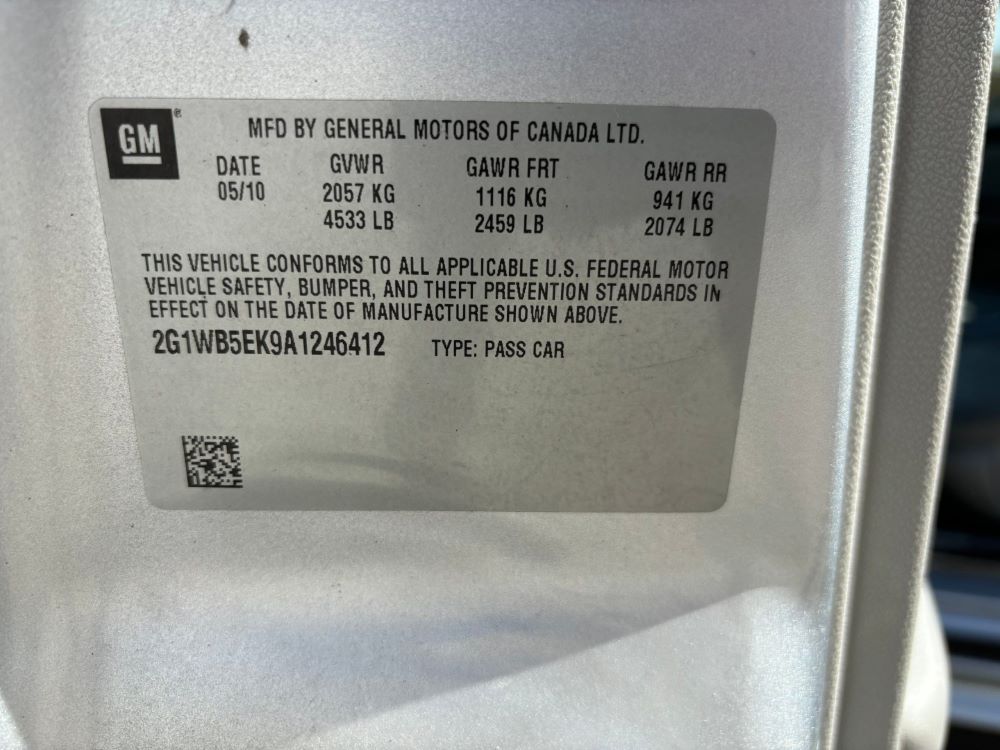 GM®
MFD BY GENERAL MOTORS OF CANADA LTD.
DATE GVWR GAWR FRT GAWR RR
05/10 2057 KG 1116 KG 941 KG
4533 LB 2459 LB 2074 LB
THIS VEHICLE CONFORMS TO ALL APPLICABLE U.S. FEDERAL MOTOR
VEHICLE SAFETY, BUMPER, AND THEFT PREVENTION STANDARDS IN
EFFECT ON THE DATE OF MANUFACTURE SHOWN ABOVE.
2G1WB5EK9A1246412 TYPE: PASS CAR